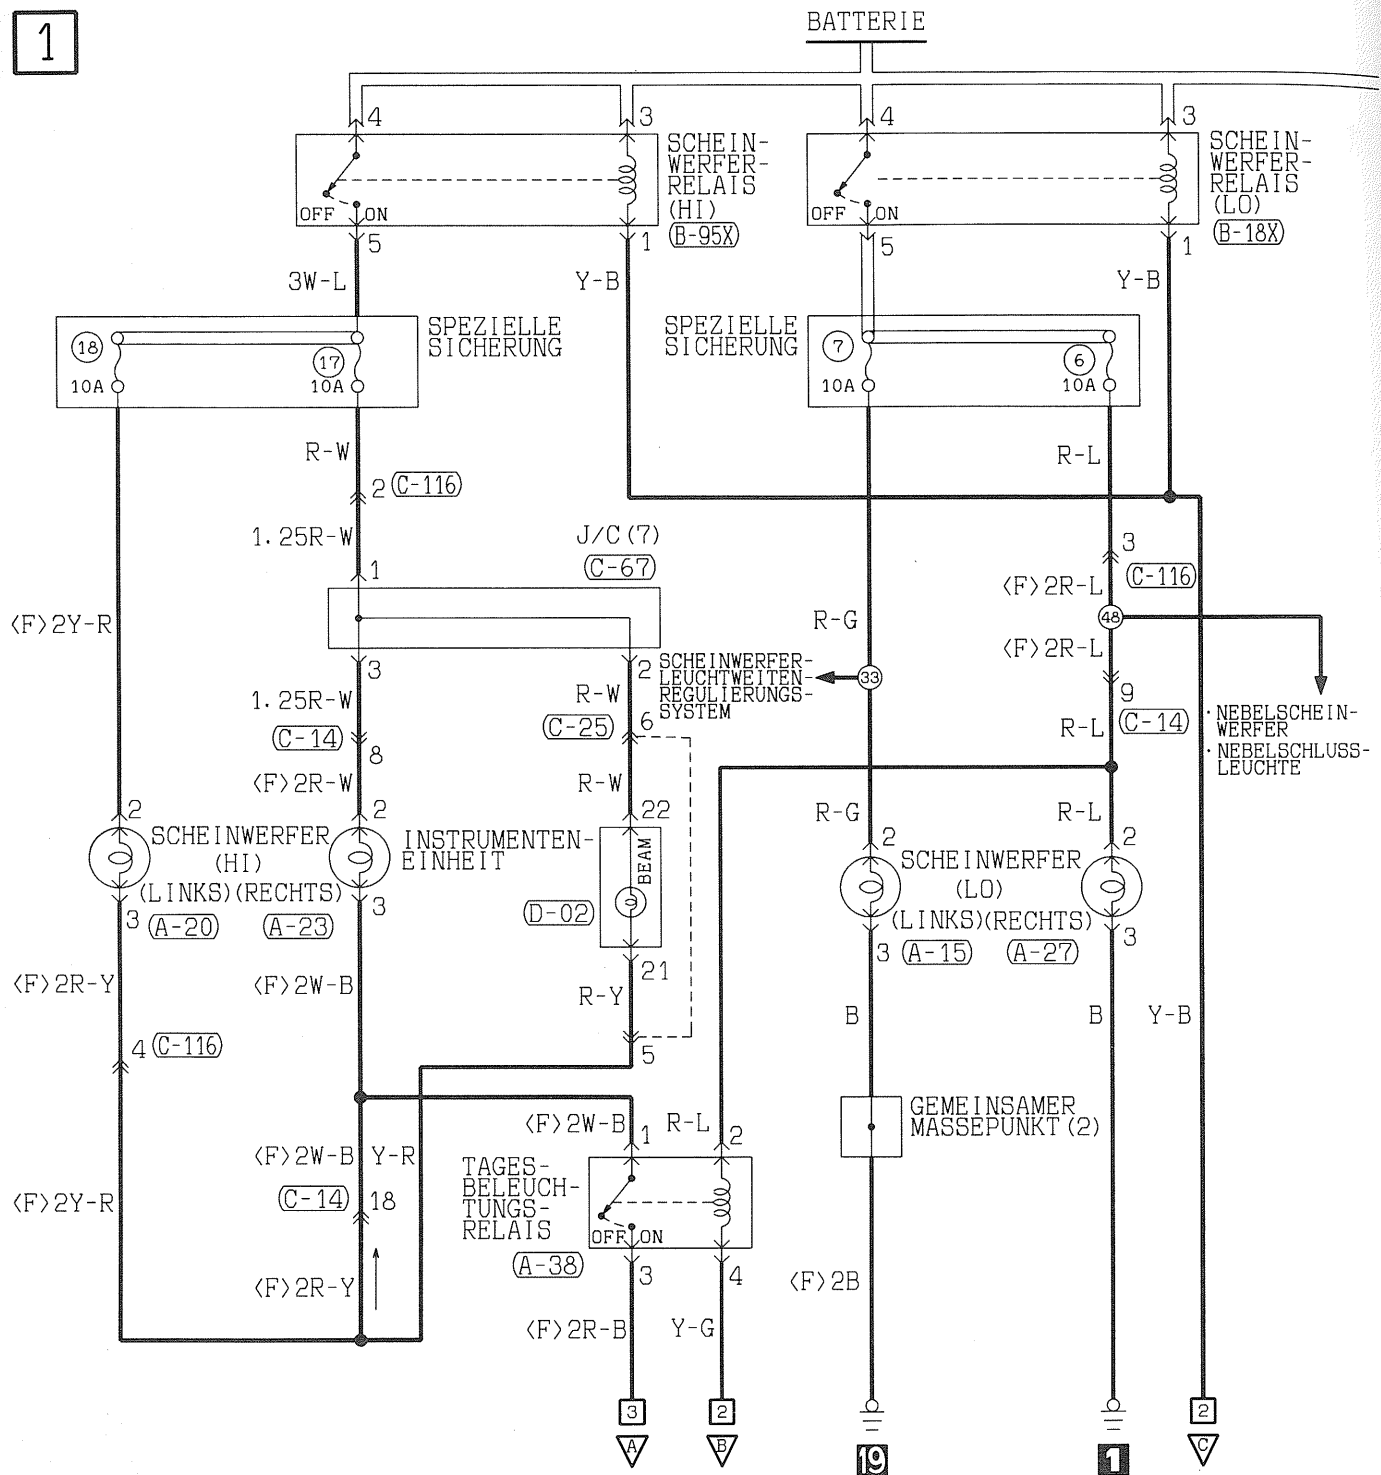 1
BATTERIE
4
3
4
3
SCHEIN-
WERFER-
RELAIS
(HI)
B-95X
SCHEIN-
WERFER-
RELAIS
(LO)
B-18X
OFF
ON
OFF
ON
5
1
5
1
3W-L
Y-B
Y-B
SPEZIELLE
SICHERUNG
SPEZIELLE
SICHERUNG
18
17
7
6
10A
10A
10A
10A
R-W
R-L
2
C-116
1.25R-W
J/C(7)
C-67
1
3
C-116
<F>2R-L
48
<F>2R-L
<F>2Y-R
R-G
3
2
SCHEINWERFER-
LEUCHTWEITEN-
REGULIERUNGS-
SYSTEM
33
9
C-14
1.25R-W
R-W
C-14
8
C-25
6
R-L
· NEBELSCHEIN-
WERFER
· NEBELSCHLUSS-
LEUCHTE
<F>2R-W
R-W
R-G
R-L
2
2
22
2
2
SCHEINWERFER
(HI)
(LINKS)(RECHTS)
INSTRUMENTEN-
EINHEIT
BEAM
SCHEINWERFER
(LO)
(LINKS)(RECHTS)
3
A-20
A-23
3
D-02
3
A-15
A-27
3
21
<F>2R-Y
<F>2W-B
R-Y
B
B
Y-B
4
C-116
5
<F>2W-B
1
R-L
2
GEMEINSAMER
MASSEPUNKT(2)
<F>2W-B
Y-R
TAGES-
BELEUCH-
TUNGS-
RELAIS
<F>2Y-R
C-14
18
OFF
ON
A-38
3
4
<F>2R-Y
<F>2B
<F>2R-B
Y-G
3
2
2
A
B
19
1
C